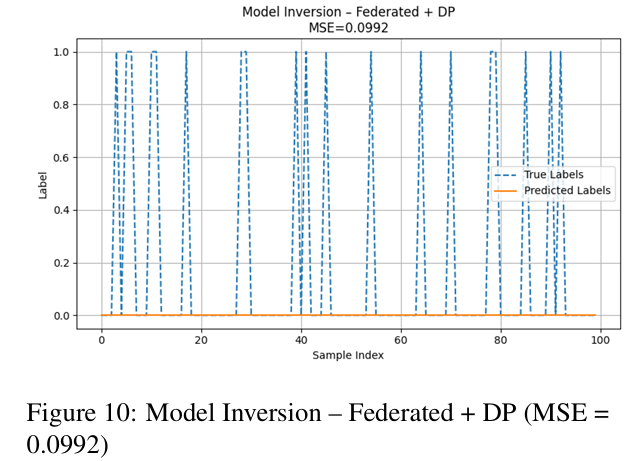 Model Inversion – Federated + DP
MSE=0.0992
1.0
0.8
0.6
0.4
0.2
0.0
Label
True Labels
Predicted Labels
0 20 40 60 80 100
Sample Index
Figure 10: Model Inversion – Federated + DP (MSE =
0.0992)